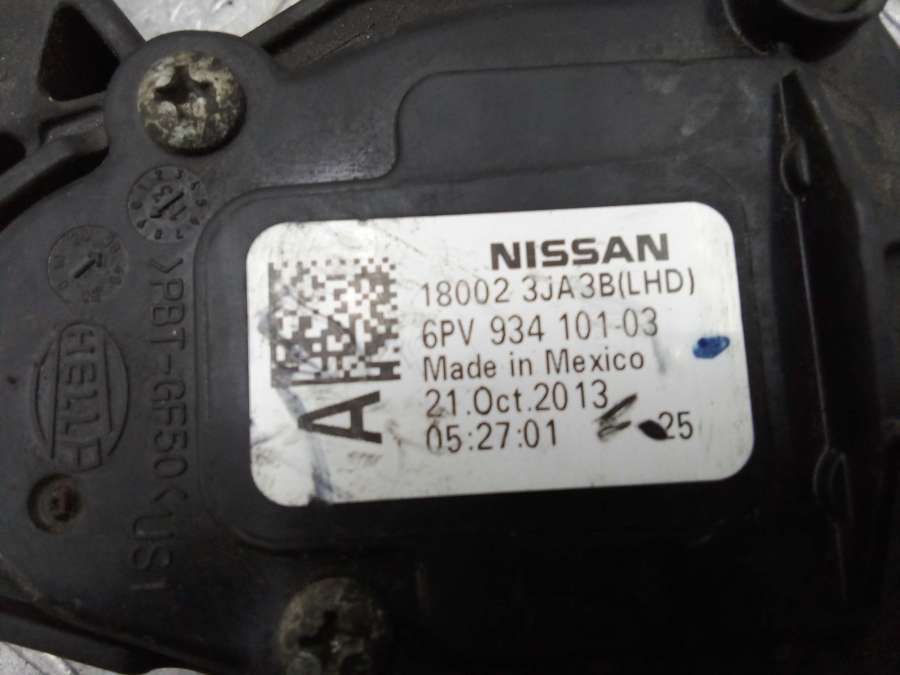 NISSAN
18002 3JA3B(LHD)
6PV 934 101-03
Made in Mexico
21.Oct.2013
05:27:01
25
A
HELLA
>PBT-GF50<